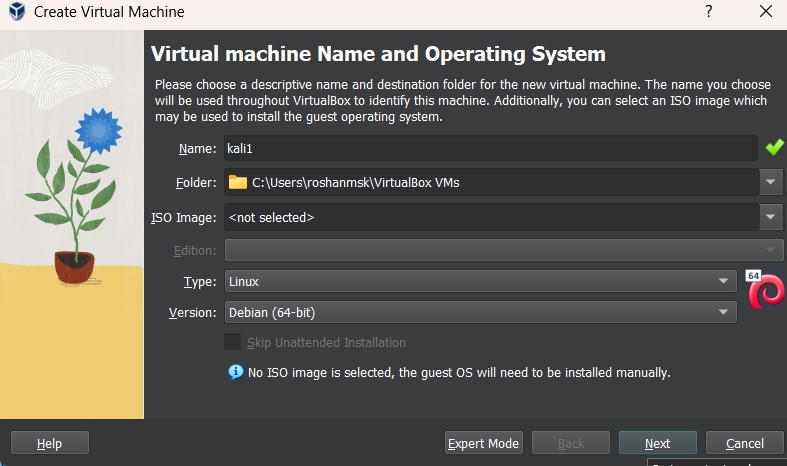 Create Virtual Machine
?
Virtual machine Name and Operating System
Please choose a descriptive name and destination folder for the new virtual machine. The name you choose
will be used throughout VirtualBox to identify this machine. Additionally, you can select an ISO image which
may be used to install the guest operating system.
Name: kali1
Folder: C:\Users\roshanmsk\VirtualBox VMs
ISO Image: <not selected>
Edition:
Type: Linux
64
Version: Debian (64-bit)
Skip Unattended Installation
No ISO image is selected, the guest OS will need to be installed manually.
Help Expert Mode Back Next Cancel